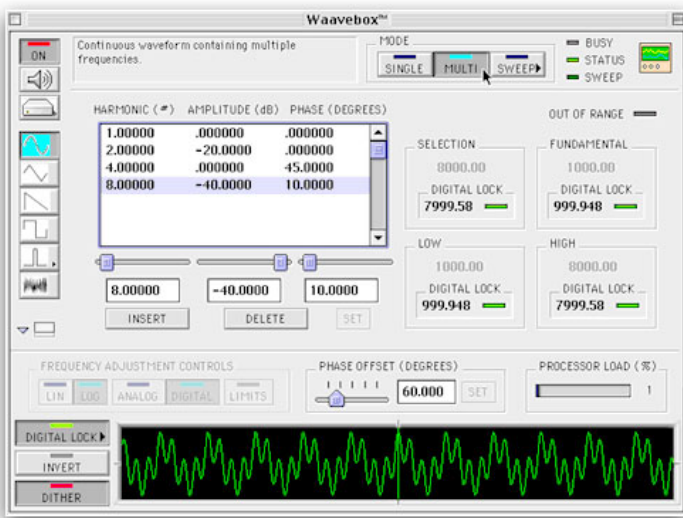 Waavebox™
ON
Continuous waveform containing multiple
frequencies.
MODE
SINGLE MULTI SWEEP
BUSY
STATUS
SWEEP
HARMONIC (#) AMPLITUDE (dB) PHASE (DEGREES)
1.00000 .000000 .000000
2.00000 -20.0000 .000000
4.00000 .000000 45.0000
8.00000 -40.0000 10.0000
8.00000 -40.0000 10.0000
INSERT DELETE SET
OUT OF RANGE
SELECTION
8000.00
DIGITAL LOCK
7999.58
FUNDAMENTAL
1000.00
DIGITAL LOCK
999.948
LOW
1000.00
DIGITAL LOCK
999.948
HIGH
8000.00
DIGITAL LOCK
7999.58
FREQUENCY ADJUSTMENT CONTROLS
LIN LOG ANALOG DIGITAL LIMITS
PHASE OFFSET (DEGREES)
60.000 SET
PROCESSOR LOAD (%)
1
DIGITAL LOCK
INVERT
DITHER